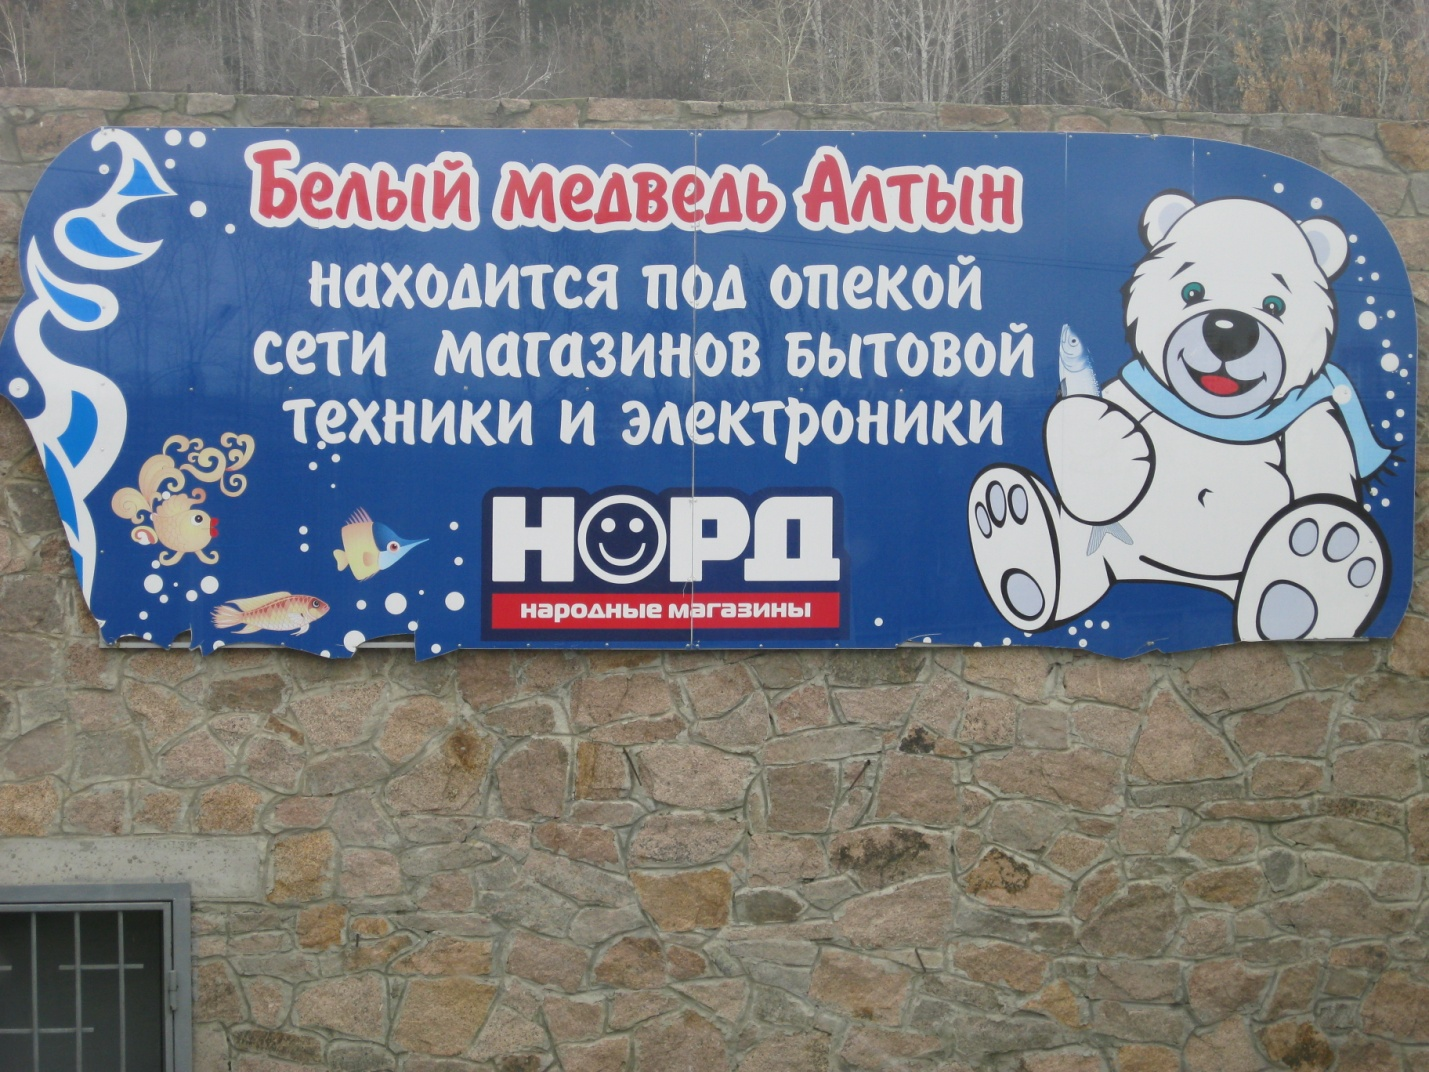 Белый медведь Алтын
находится под опекой
сети магазинов бытовой
техники и электроники
НОРД
народные магазины